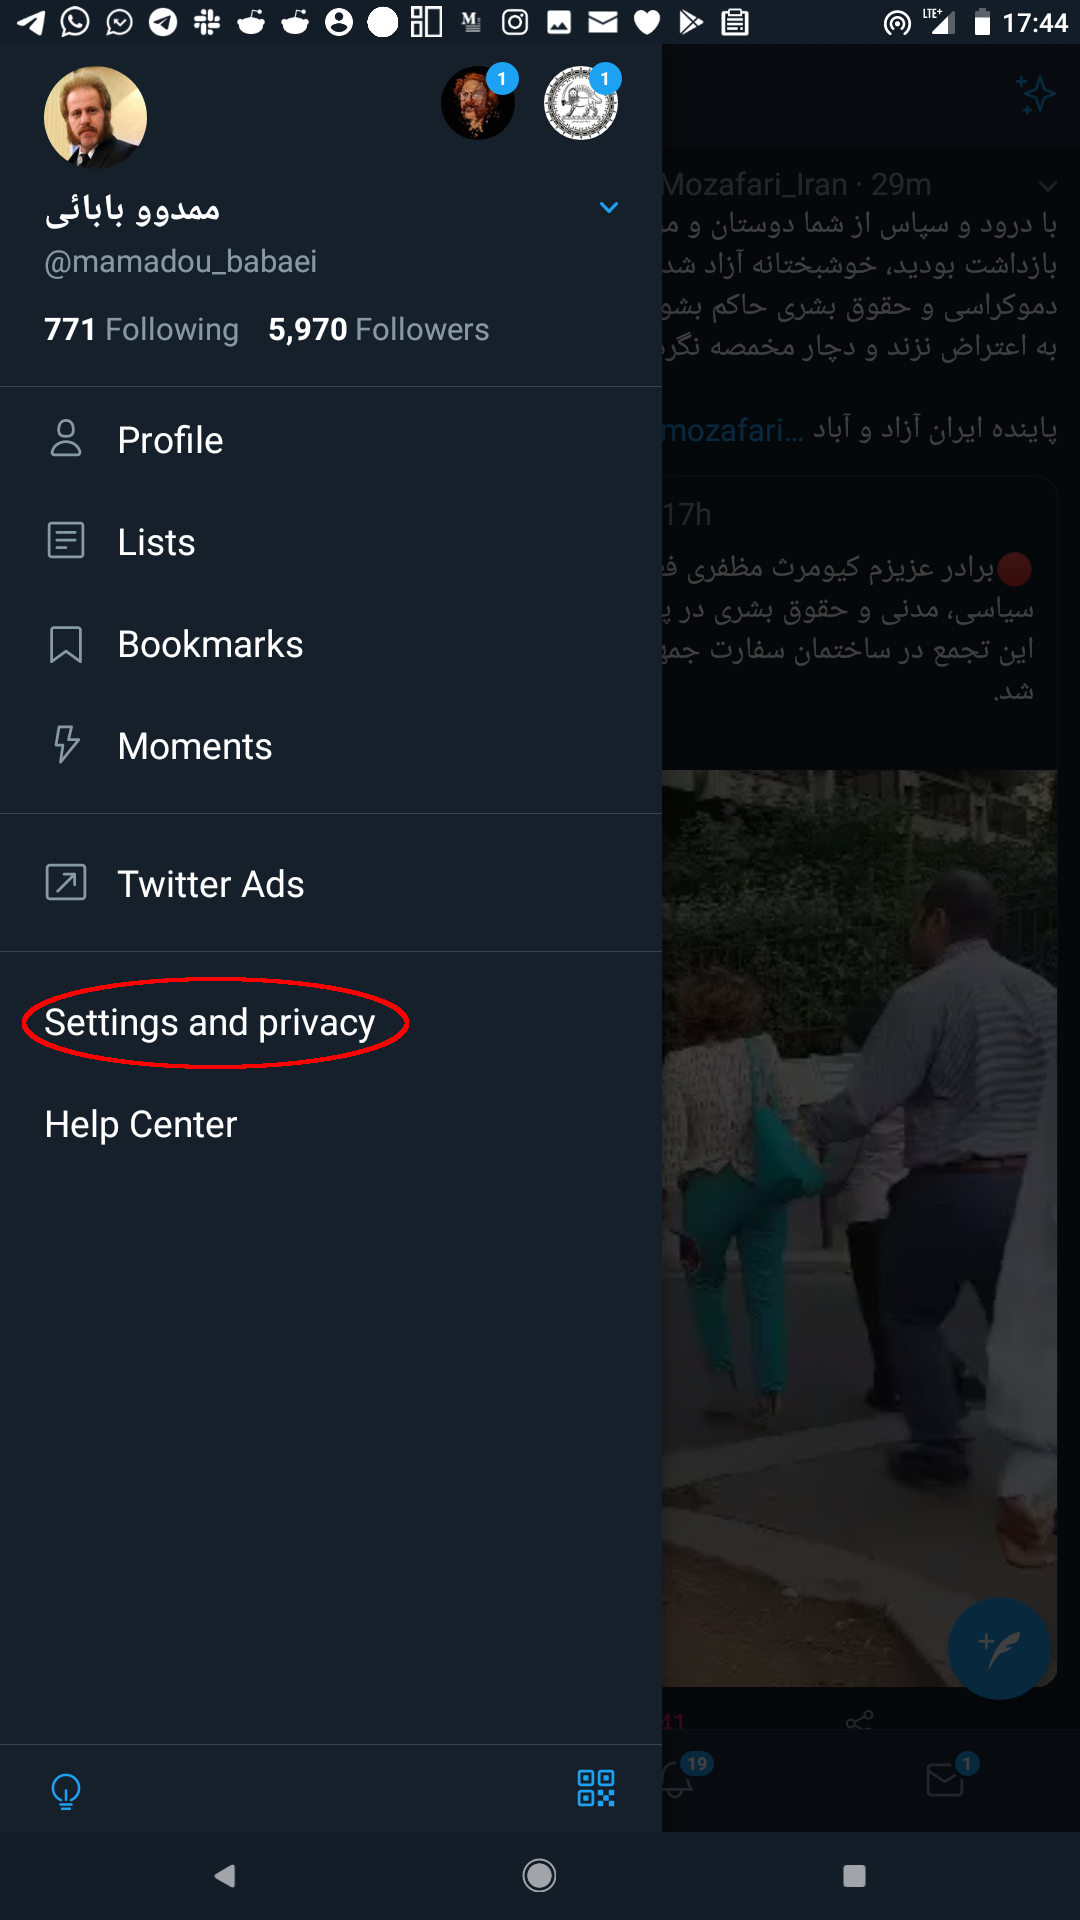 LTE+ 17:44
1
1
ممدوو بابائی
@mamadou_babaei
771 Following 5,970 Followers
Profile
Lists
Bookmarks
Moments
Twitter Ads
Settings and privacy
Help Center
Mozafari_Iran · 29m
با درود و سپاس از شما دوستان و
بازداشت بودید، خوشبختانه آزاد شد
دموکراسی و حقوق بشری حاکم بشو
به اعتراض نزند و دچار مخمصه نگرد
پاینده ایران آزاد و آباد mozafari...
17h
برادر عزیزم کیومرث مظفری
سیاسی، مدنی و حقوق بشری در
این تجمع در ساختمان سفارت جمه
شد.
41
19
1